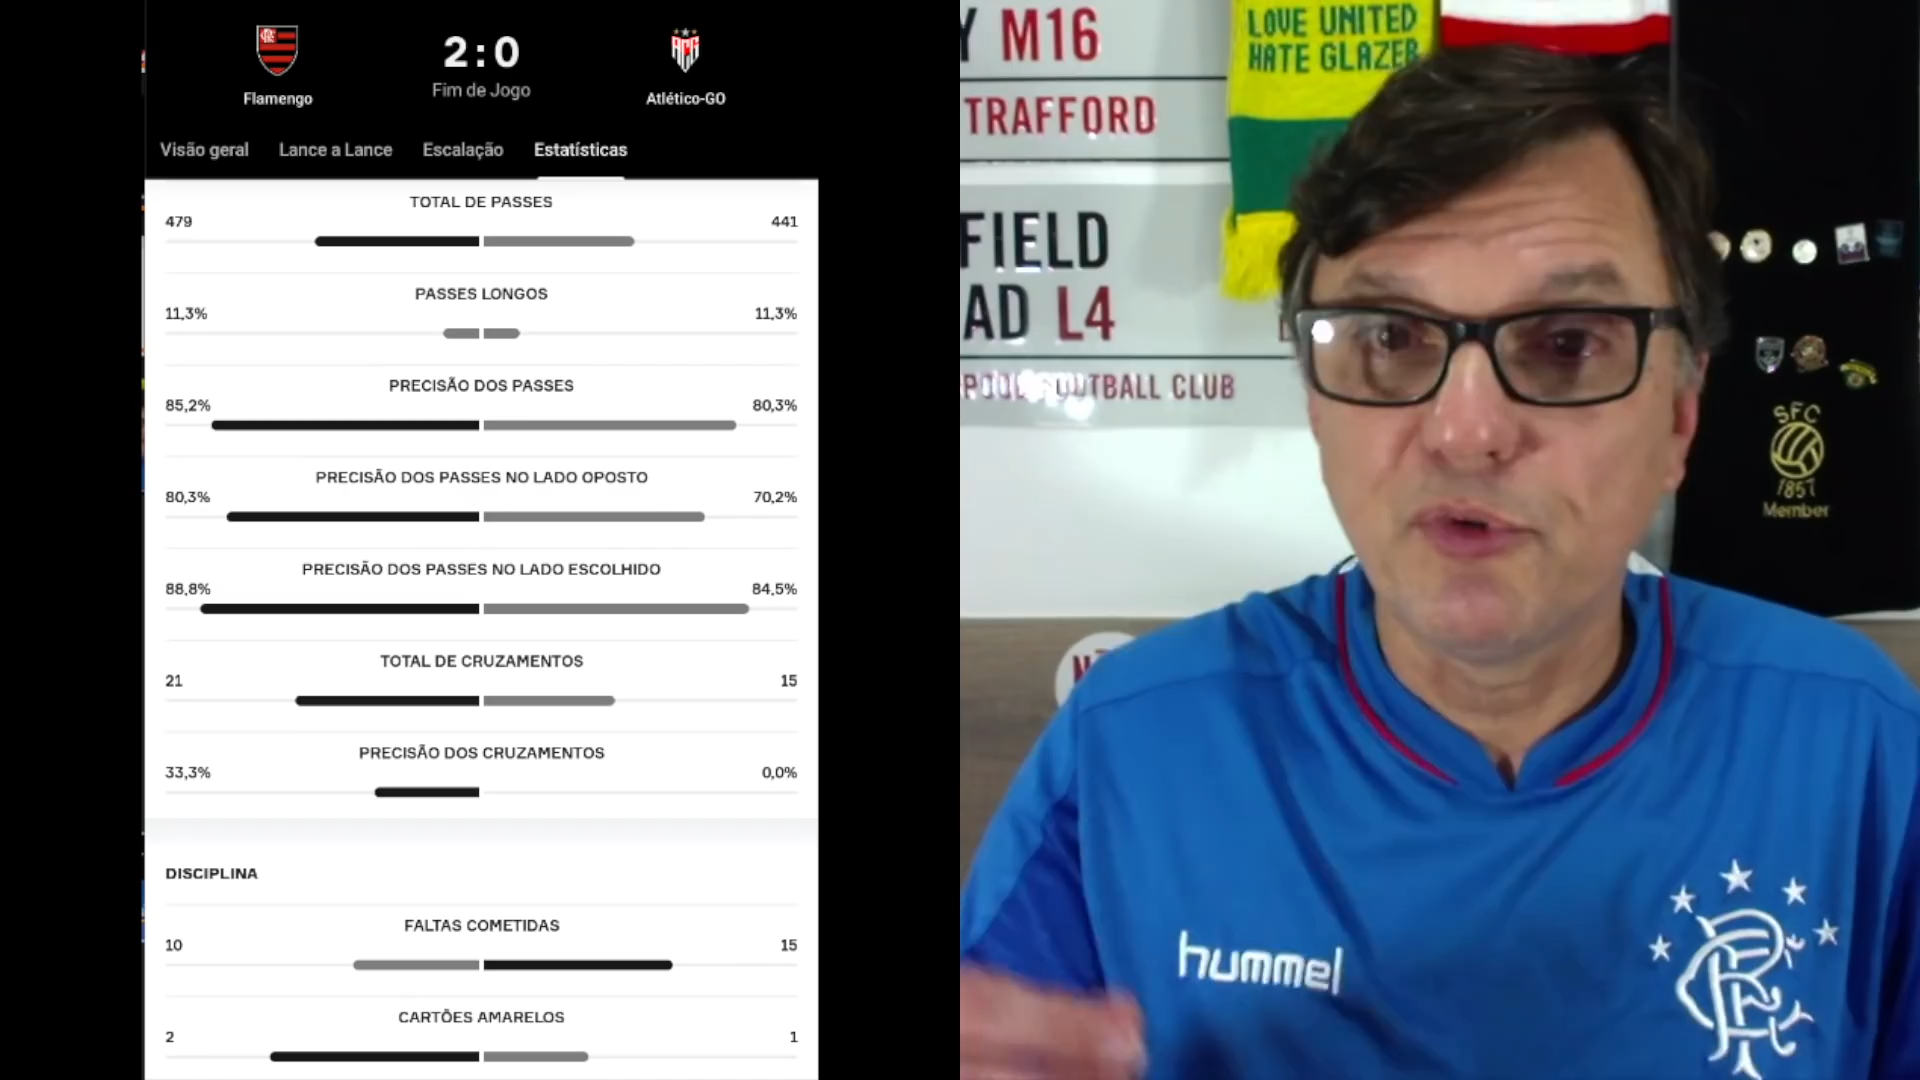 2:0
Fim de Jogo
Flamengo
Atlético-GO
Visão geral Lance a Lance Escalação Estatísticas
TOTAL DE PASSES
479 441
PASSES LONGOS
11,3% 11,3%
PRECISÃO DOS PASSES
85,2% 80,3%
PRECISÃO DOS PASSES NO LADO OPOSTO
80,3% 70,2%
PRECISÃO DOS PASSES NO LADO ESCOLHIDO
88,8% 84,5%
TOTAL DE CRUZAMENTOS
21 15
PRECISÃO DOS CRUZAMENTOS
33,3% 0,0%
DISCIPLINA
FALTAS COMETIDAS
10 15
CARTÕES AMARELOS
2 1
Y M16
TRAFFORD
FIELD
AD L4
FOOTBALL CLUB
LOVE UNITED
HATE GLAZER
SFC
1857
Member
hummel